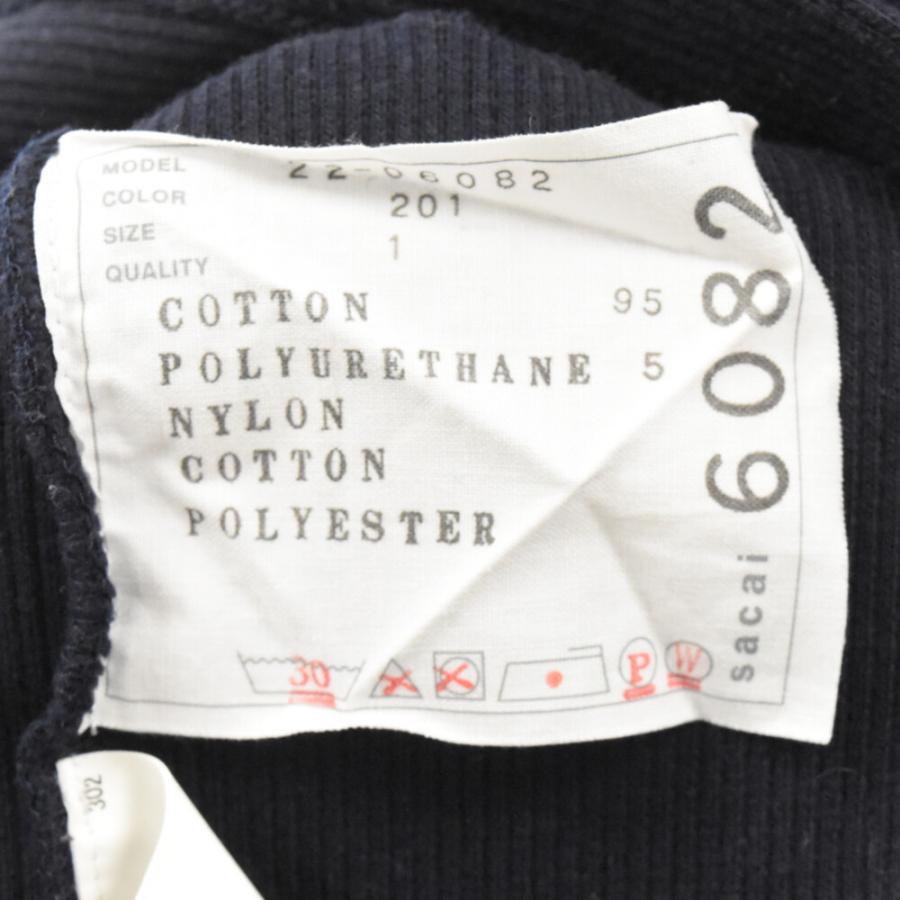 MODEL 22-06082
COLOR 201
SIZE 1
QUALITY
COTTON 95
POLYURETHANE 5
NYLON
COTTON
POLYESTER
30
P
W
sacai 6082
302